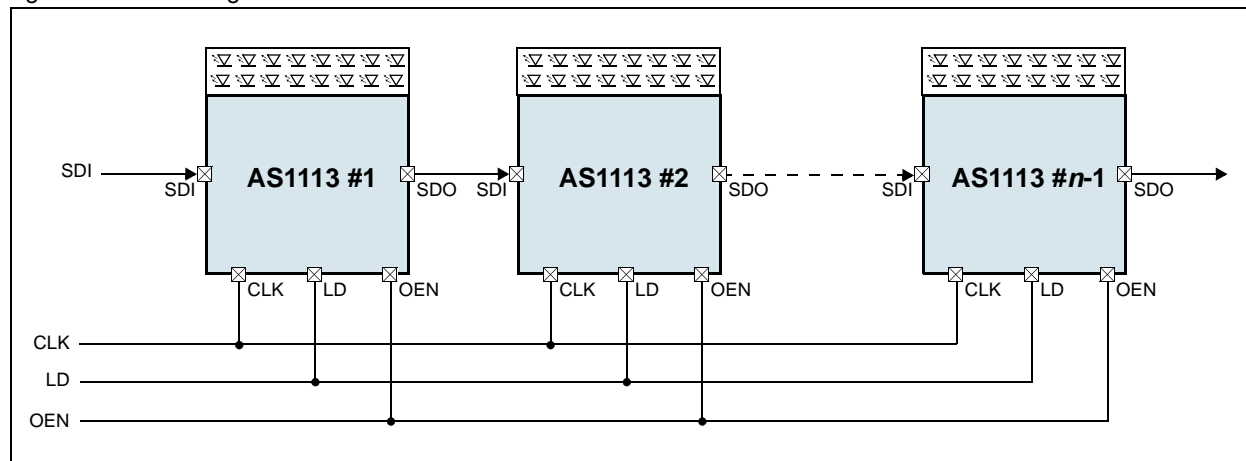 SDI
SDI
AS1113 #1
SDO
SDI
AS1113 #2
SDO
SDI
AS1113 #n-1
SDO
CLK
LD
OEN
CLK
LD
OEN
CLK
LD
OEN
CLK
LD
OEN